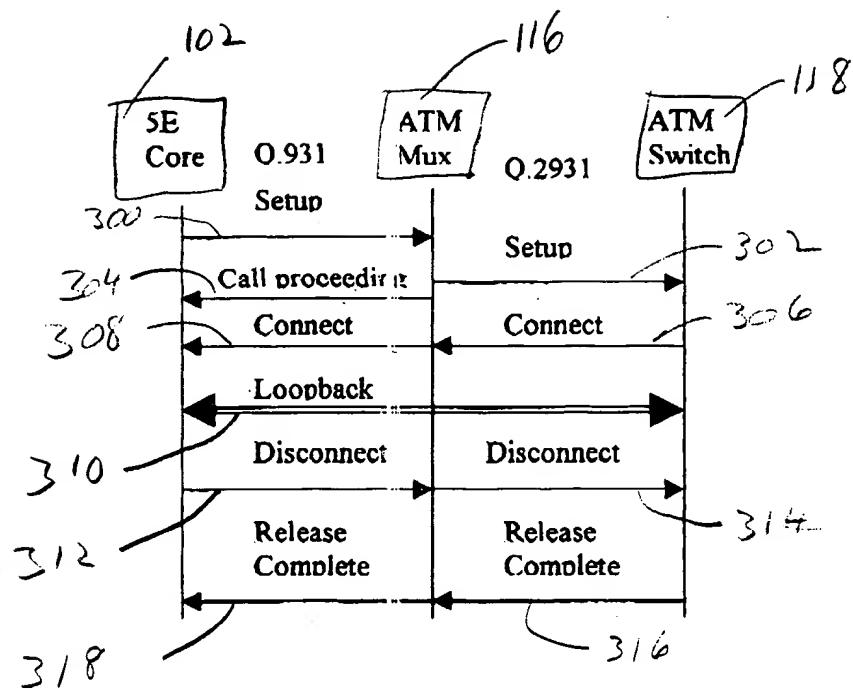 102
116
118
5E
Core
ATM
Mux
ATM
Switch
Q.931
Q.2931
Setup
300
Setup
302
304
Call proceeding
308
Connect
Connect
306
Loopback
310
Disconnect
Disconnect
312
314
Release
Complete
Release
Complete
318
316